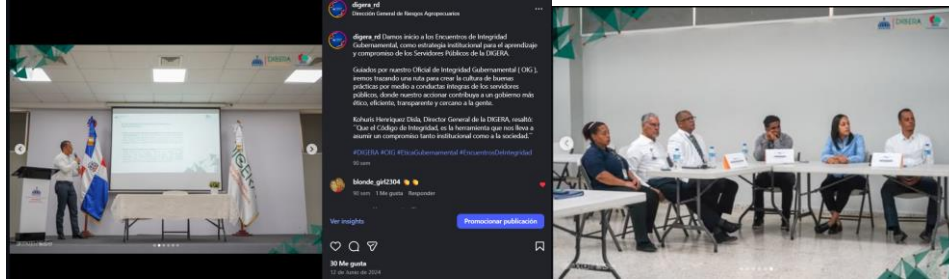 DIGERA
digera_rd
Dirección General de Riesgos Agropecuarios
digera_rd Damos inicio a los Encuentros de Integridad
Gubernamental, como estrategia institucional para el aprendizaje
y compromiso de los Servidores Públicos de la DIGERA.
Guiados por nuestro Oficial de Integridad Gubernamental ( OIG ),
iremos trazando una ruta para crear la cultura de buenas
prácticas por medio a conductas íntegras de los servidores
públicos, donde nuestro accionar contribuya a un gobierno más
ético, eficiente, transparente y cercano a la gente.
Kohuris Henriquez Disla, Director General de la DIGERA, resaltó:
"Que el Código de Integridad, es la herramienta que nos lleva a
asumir un compromiso tanto institucional como a la sociedad."
#DIGERA #OIG #EticaGubernamental #EncuentrosDeIntegridad
90 sem
blonde_girl2304
90 sem 1 Me gusta Responder
Ver insights
Promocionar publicación
30 Me gusta
12 de Junio de 2024
DIGERA